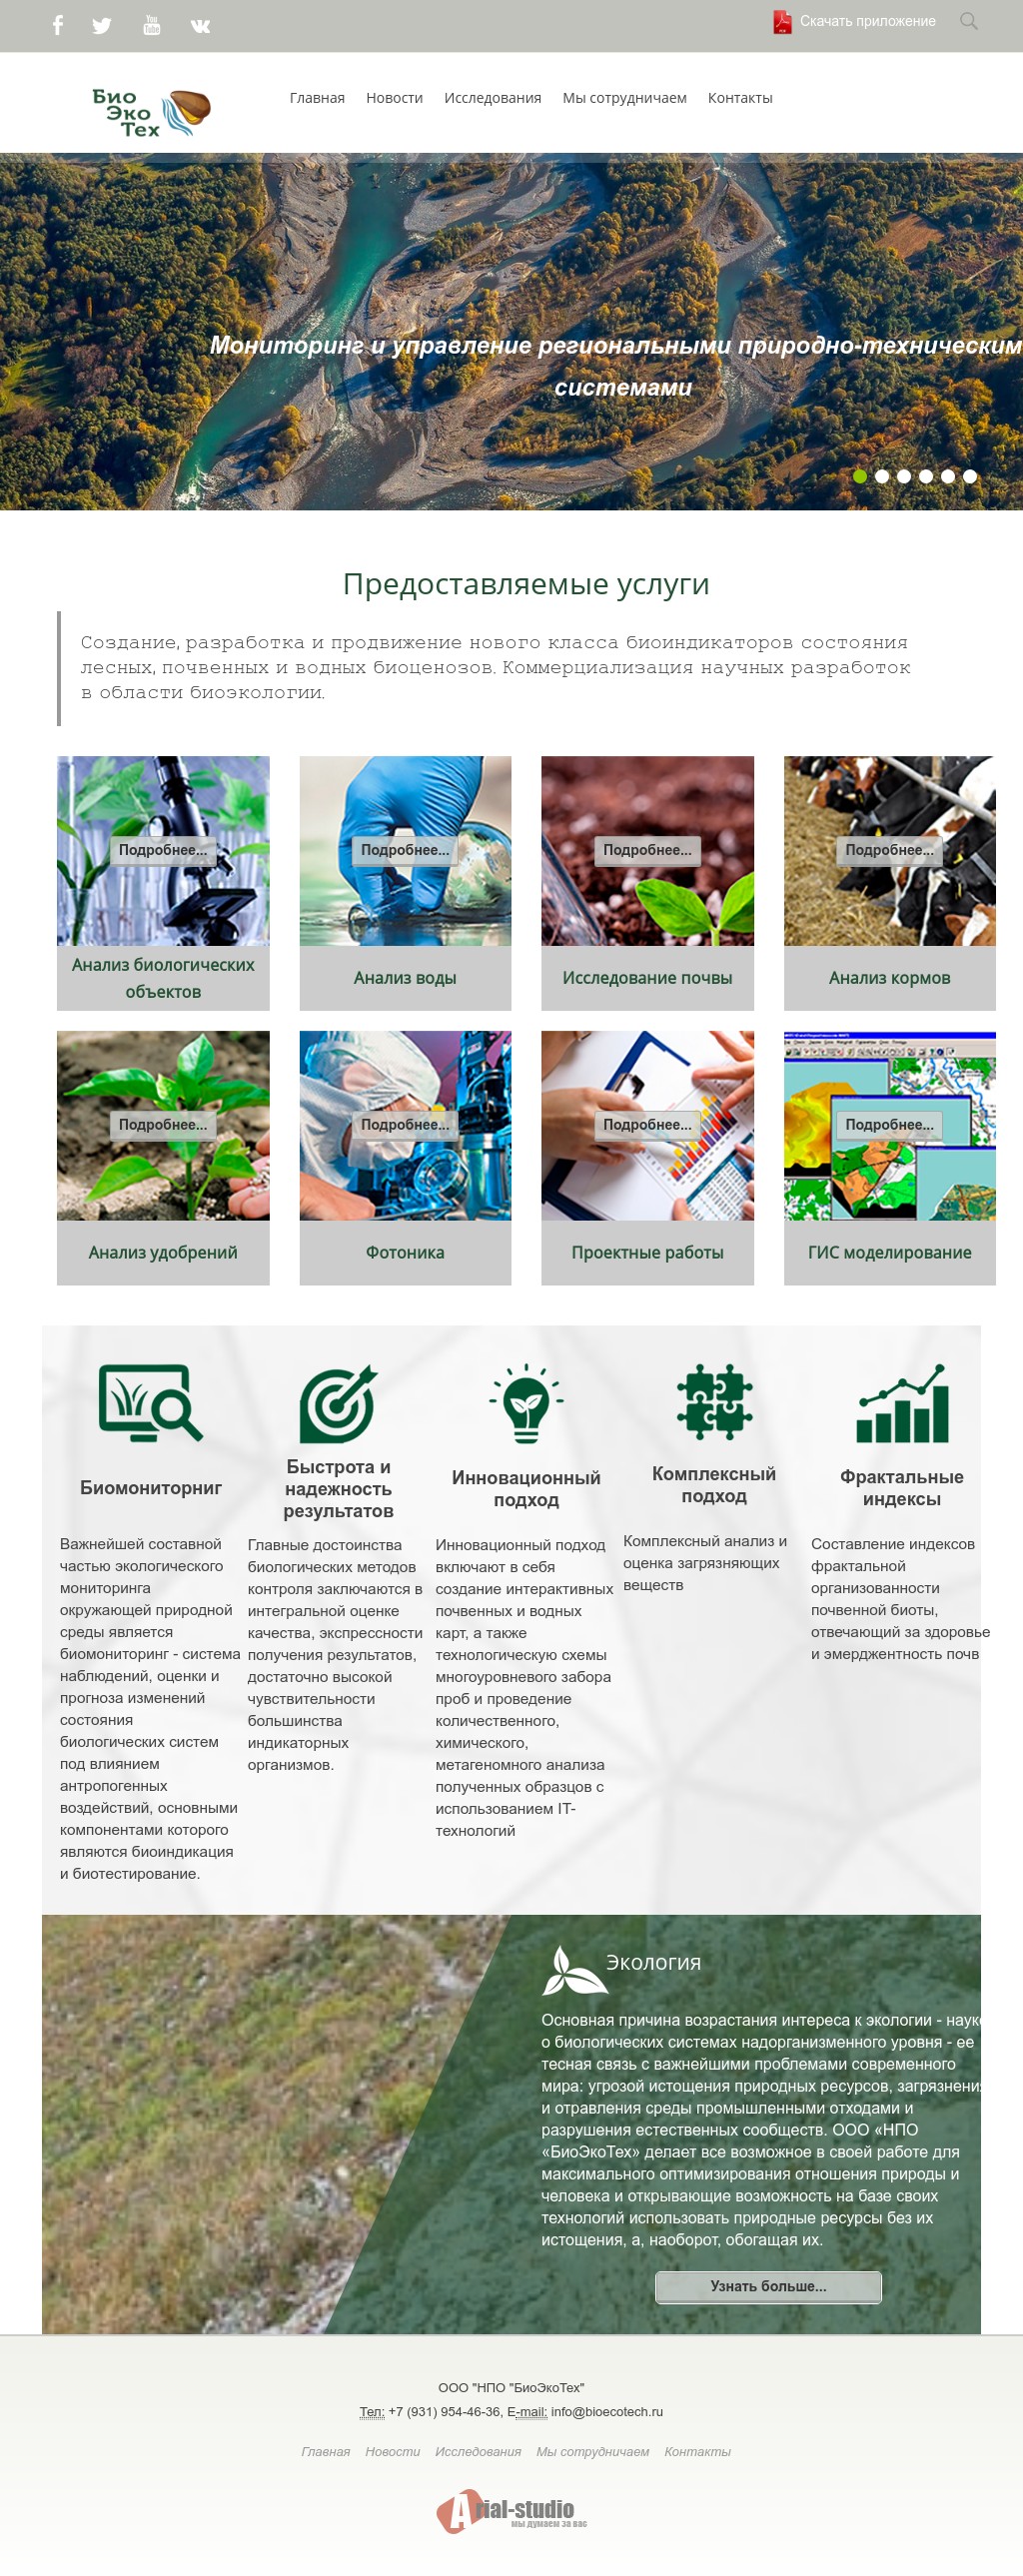 Скачать приложение
Био
Эко
Тех
Главная Новости Исследования Мы сотрудничаем Контакты
Мониторинг и управление региональными природно-техническим
системами
Предоставляемые услуги
Создание, разработка и продвижение нового класса биоиндикаторов состояния
лесных, почвенных и водных биоценозов. Коммерциализация научных разработок
в области биоэкологии.
Подробнее... Подробнее... Подробнее... Подробнее...
Анализ биологических
объектов
Анализ воды
Исследование почвы
Анализ кормов
Подробнее... Подробнее... Подробнее... Подробнее...
Анализ удобрений
Фотоника
Проектные работы
ГИС моделирование
Биомониторниг
Важнейшей составной
частью экологического
мониторинга
окружающей природной
среды является
биомониторинг - система
наблюдений, оценки и
прогноза изменений
состояния
биологических систем
под влиянием
антропогенных
воздействий, основными
компонентами которого
являются биоиндикация
и биотестирование.
Быстрота и
надежность
результатов
Главные достоинства
биологических методов
контроля заключаются в
интегральной оценке
качества, экспрессности
получения результатов,
достаточно высокой
чувствительности
большинства
индикаторных
организмов.
Инновационный
подход
Инновационный подход
включают в себя
создание интерактивных
почвенных и водных
карт, а также
технологическую схемы
многоуровневого забора
проб и проведение
количественного,
химического,
метагеномного анализа
полученных образцов с
использованием IT-
технологий
Комплексный
подход
Комплексный анализ и
оценка загрязняющих
веществ
Фрактальные
индексы
Составление индексов
фрактальной
организованности
почвенной биоты,
отвечающий за здоровье
и эмерджентность почв
Экология
Основная причина возрастания интереса к экологии - наук
о биологических системах надорганизменного уровня - ее
тесная связь с важнейшими проблемами современного
мира: угрозой истощения природных ресурсов, загрязнения
и отравления среды промышленными отходами и
разрушения естественных сообществ. ООО «НПО
«БиоЭкоТех» делает все возможное в своей работе для
максимального оптимизирования отношения природы и
человека и открывающие возможность на базе своих
технологий использовать природные ресурсы без их
истощения, а, наоборот, обогащая их.
Узнать больше...
ООО "НПО "БиоЭкоТех"
Тел: +7 (931) 954-46-36, E-mail: info@bioecotech.ru
Главная Новости Исследования Мы сотрудничаем Контакты
Arial-studio
мы думаем за вас